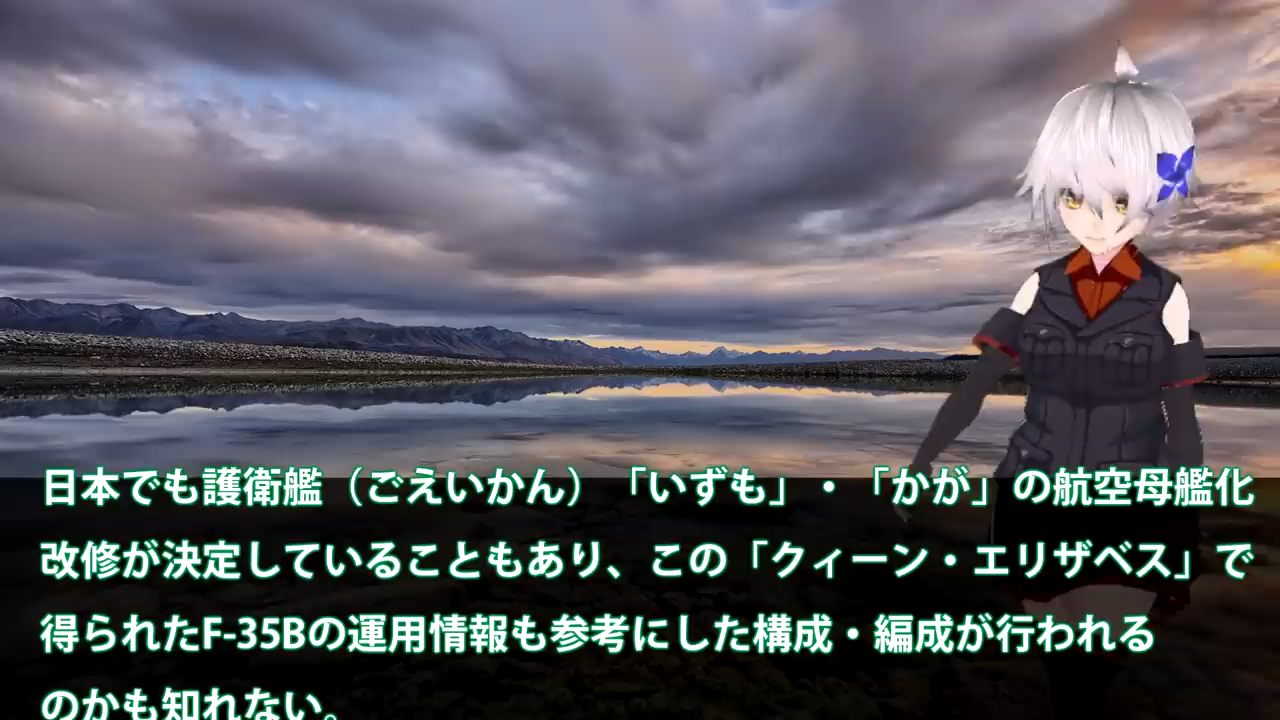 日本でも護衛艦（ごえいかん）「いずも」・「かが」の航空母艦化
改修が決定していることもあり、この「クィーン・エリザベス」で
得られたF-35Bの運用情報も参考にした構成・編成が行われる
のかも知れない。